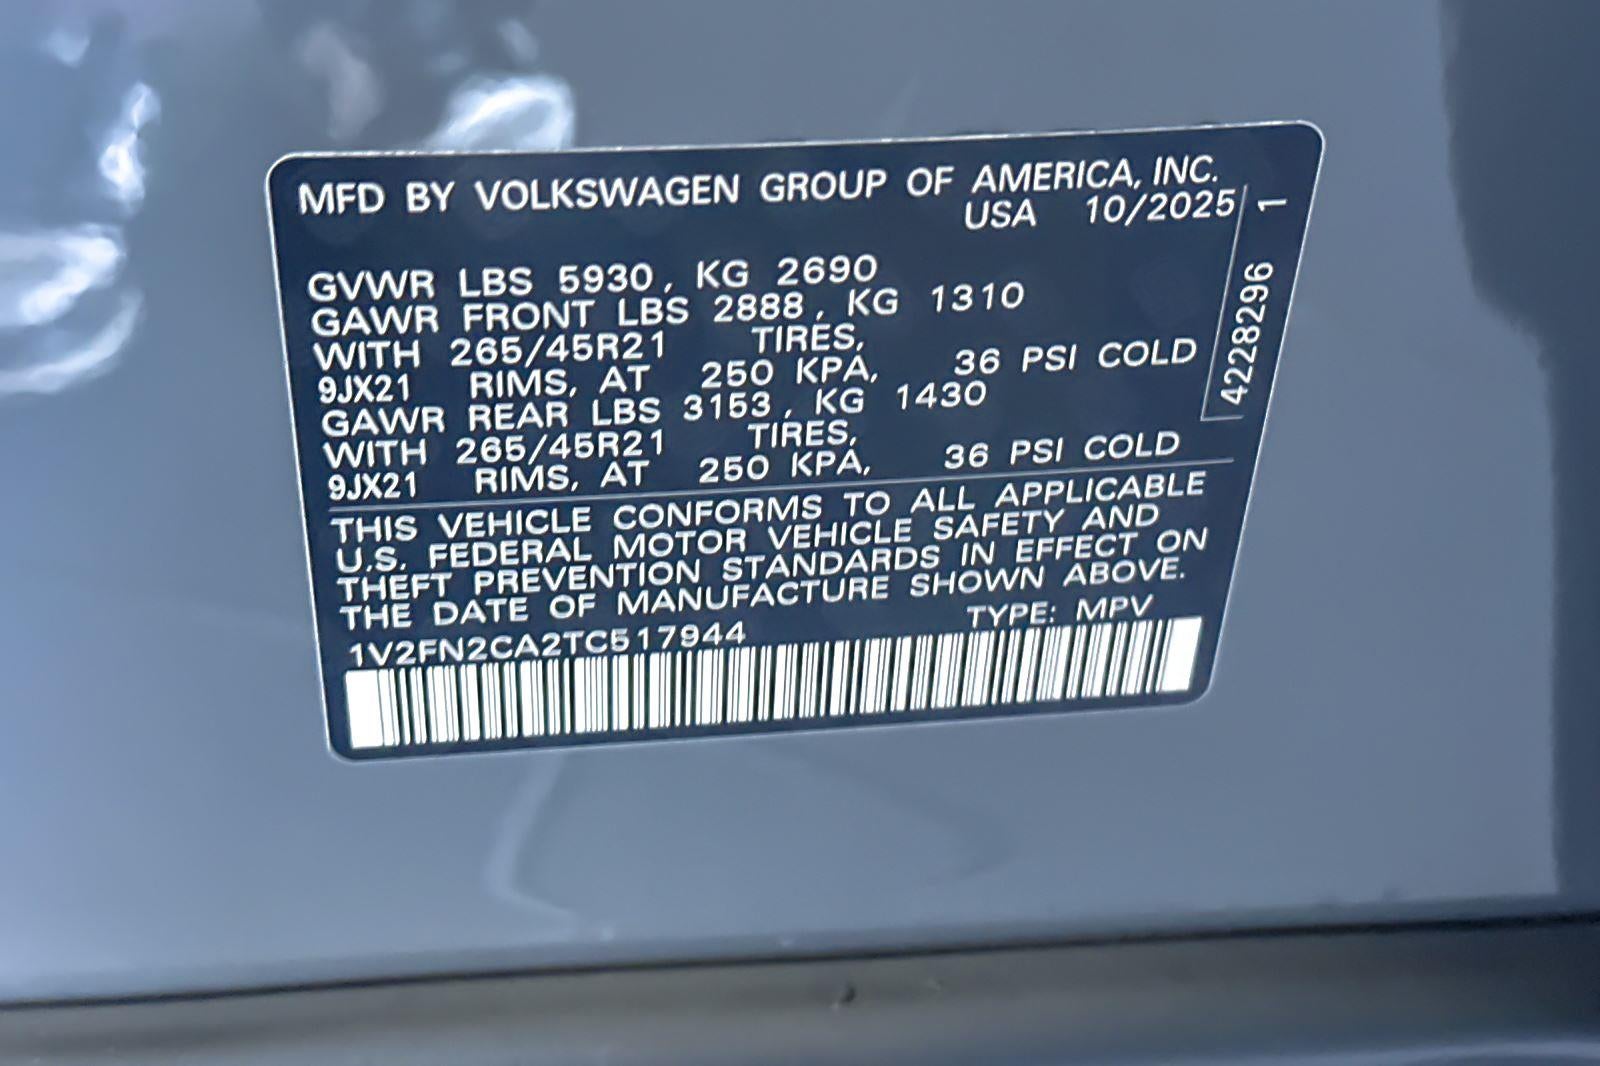 MFD BY VOLKSWAGEN GROUP OF AMERICA, INC.
USA 10/2025
GVWR LBS 5930, KG 2690
GAWR FRONT LBS 2888, KG 1310
WITH 265/45R21 TIRES,
9JX21 RIMS, AT 250 KPA, 36 PSI COLD
GAWR REAR LBS 3153, KG 1430
WITH 265/45R21 TIRES,
9JX21 RIMS, AT 250 KPA, 36 PSI COLD
THIS VEHICLE CONFORMS TO ALL APPLICABLE
U.S. FEDERAL MOTOR VEHICLE SAFETY AND
THEFT PREVENTION STANDARDS IN EFFECT ON
THE DATE OF MANUFACTURE SHOWN ABOVE.
1V2FN2CA2TC517944 TYPE: MPV
42282961